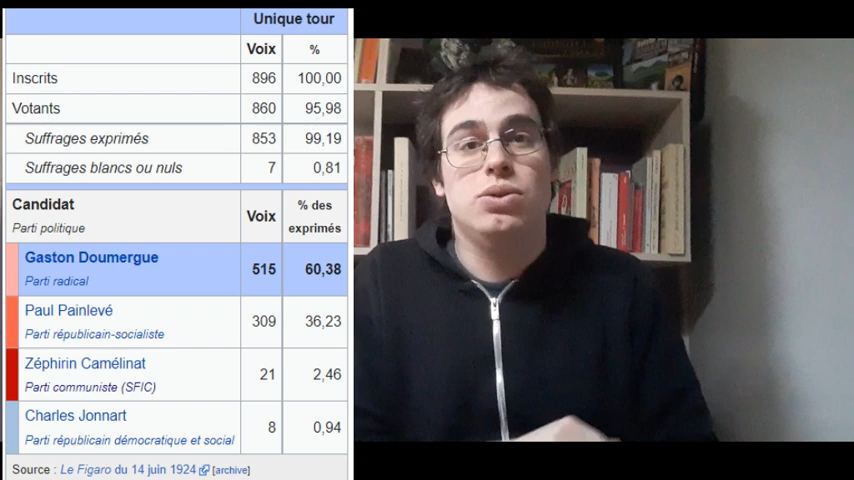 Unique tour
Voix %
Inscrits 896 100,00
Votants 860 95,98
Suffrages exprimés 853 99,19
Suffrages blancs ou nuls 7 0,81
Candidat
Parti politique
Voix
% des
exprimés
Gaston Doumergue
Parti radical
515 60,38
Paul Painlevé
Parti républicain-socialiste
309 36,23
Zéphirin Camélinat
Parti communiste (SFIC)
21 2,46
Charles Jonnart
Parti républicain démocratique et social
8 0,94
Source : Le Figaro du 14 juin 1924 [archive]